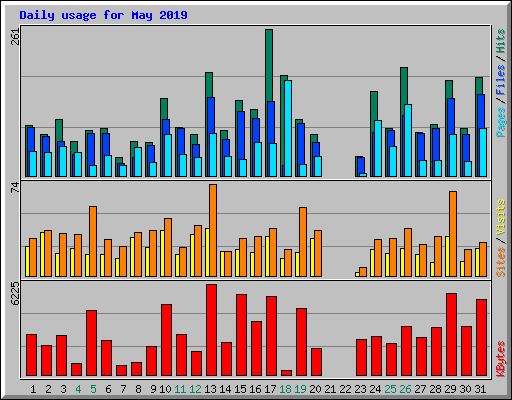 Daily usage for May 2019
261
Pages / Files / Hits
74
Sites / Visits
6225
KBytes
1 2 3 4 5 6 7 8 9 10 11 12 13 14 15 16 17 18 19 20 21 22 23 24 25 26 27 28 29 30 31